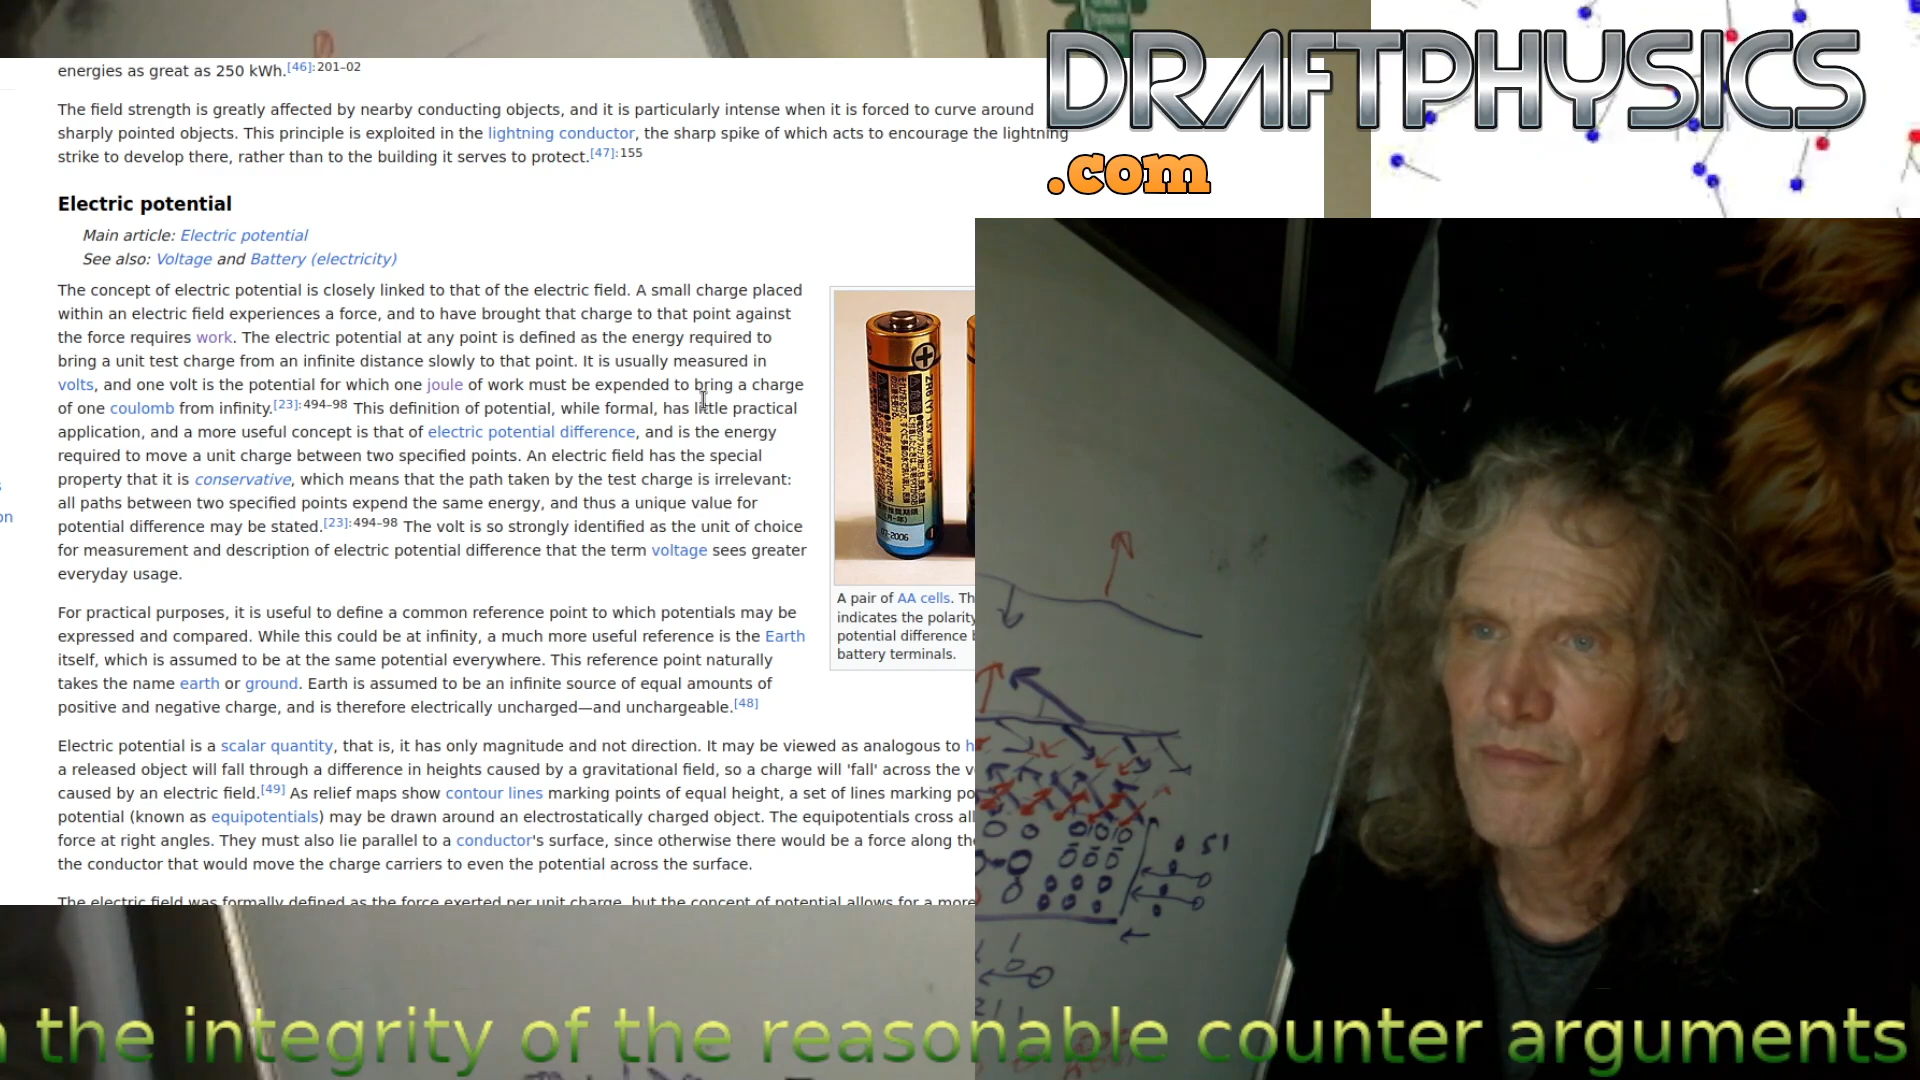 energies as great as 250 kWh.[46]:201–02
The field strength is greatly affected by nearby conducting objects, and it is particularly intense when it is forced to curve around
sharply pointed objects. This principle is exploited in the lightning conductor, the sharp spike of which acts to encourage the lightning
strike to develop there, rather than to the building it serves to protect.[47]:155
DRAFTPHYSICS
.com
Electric potential
Main article: Electric potential
See also: Voltage and Battery (electricity)
The concept of electric potential is closely linked to that of the electric field. A small charge placed
within an electric field experiences a force, and to have brought that charge to that point against
the force requires work. The electric potential at any point is defined as the energy required to
bring a unit test charge from an infinite distance slowly to that point. It is usually measured in
volts, and one volt is the potential for which one joule of work must be expended to bring a charge
of one coulomb from infinity.[23]:494–98 This definition of potential, while formal, has little practical
application, and a more useful concept is that of electric potential difference, and is the energy
required to move a unit charge between two specified points. An electric field has the special
property that it is conservative, which means that the path taken by the test charge is irrelevant:
all paths between two specified points expend the same energy, and thus a unique value for
potential difference may be stated.[23]:494–98 The volt is so strongly identified as the unit of choice
for measurement and description of electric potential difference that the term voltage sees greater
everyday usage.
A pair of AA cells. Th
indicates the polarity
potential difference b
battery terminals.
For practical purposes, it is useful to define a common reference point to which potentials may be
expressed and compared. While this could be at infinity, a much more useful reference is the Earth
itself, which is assumed to be at the same potential everywhere. This reference point naturally
takes the name earth or ground. Earth is assumed to be an infinite source of equal amounts of
positive and negative charge, and is therefore electrically uncharged—and unchargeable.[48]
Electric potential is a scalar quantity, that is, it has only magnitude and not direction. It may be viewed as analogous to h
a released object will fall through a difference in heights caused by a gravitational field, so a charge will 'fall' across the v
caused by an electric field.[49] As relief maps show contour lines marking points of equal height, a set of lines marking po
potential (known as equipotentials) may be drawn around an electrostatically charged object. The equipotentials cross all
force at right angles. They must also lie parallel to a conductor's surface, since otherwise there would be a force along the
the conductor that would move the charge carriers to even the potential across the surface.
The electric field was formally defined as the force exerted per unit charge, but the concept of potential allows for a more
the integrity of the reasonable counter arguments